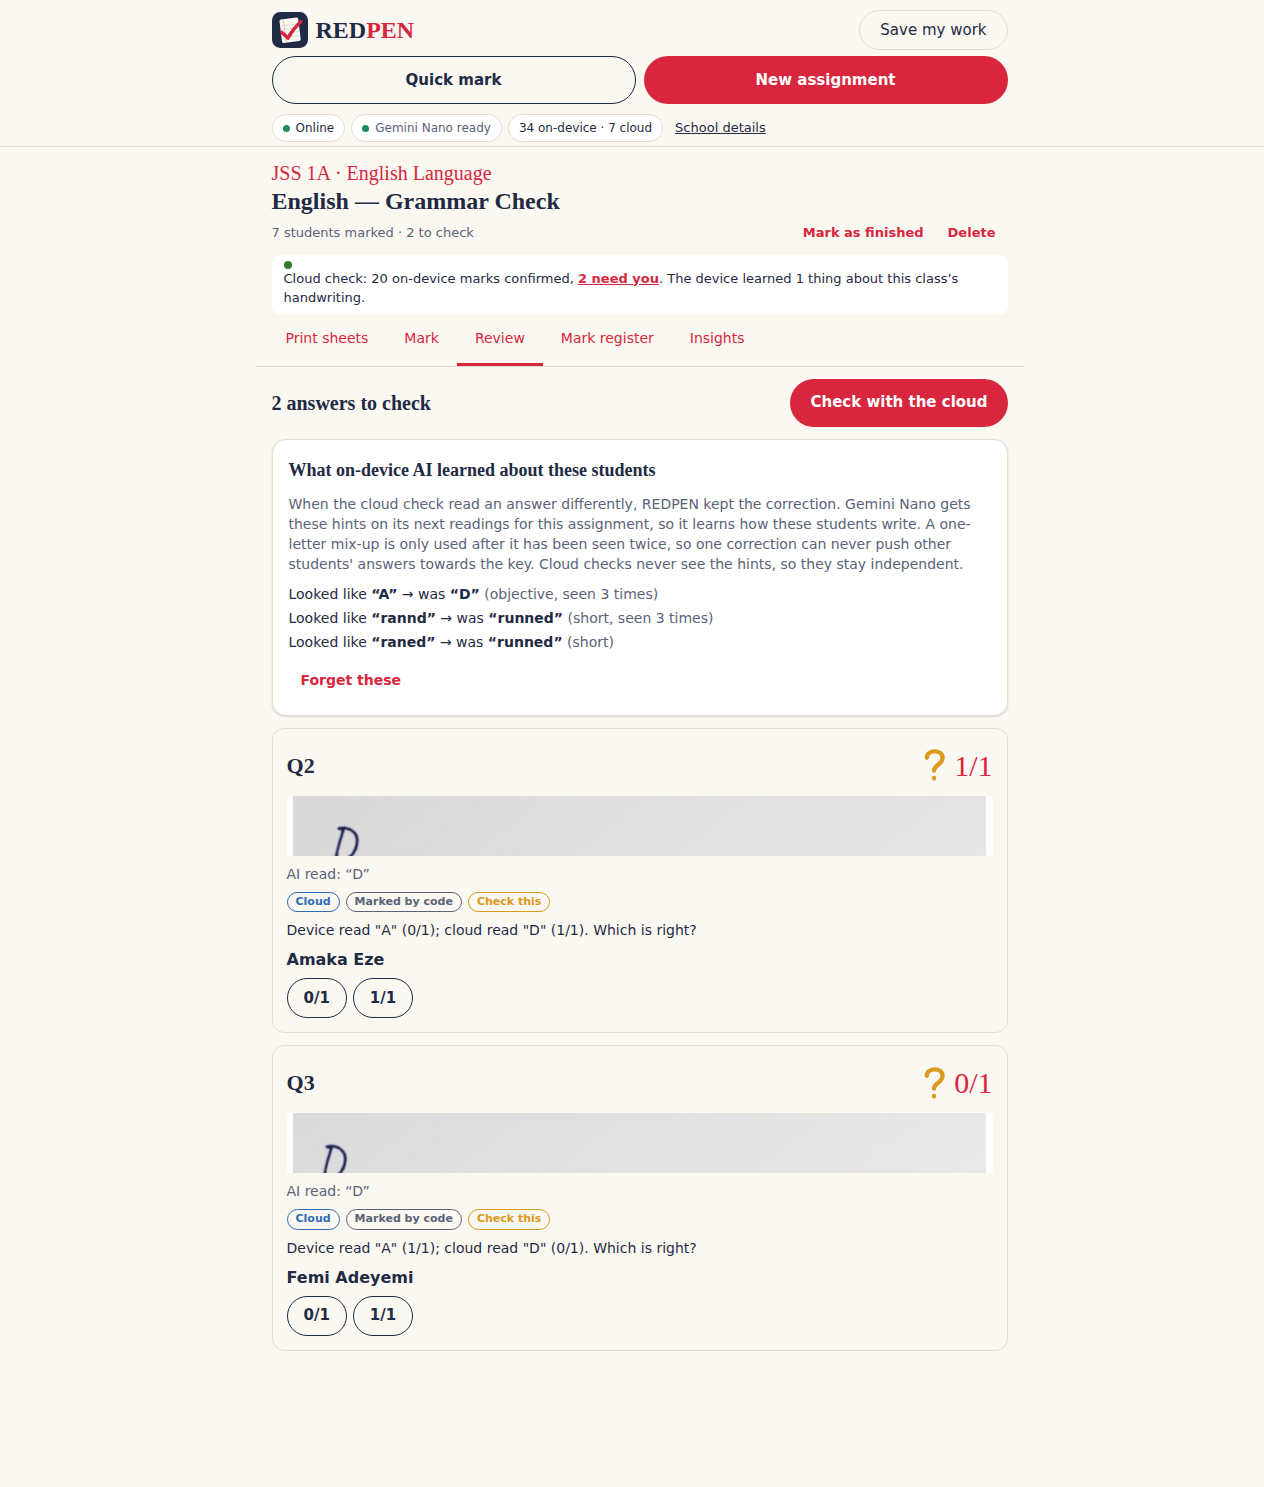 REDPEN
Save my work
Quick mark
New assignment
Online
Gemini Nano ready
34 on-device · 7 cloud
School details
JSS 1A · English Language
English — Grammar Check
7 students marked · 2 to check
Mark as finished
Delete
Cloud check: 20 on-device marks confirmed, 2 need you. The device learned 1 thing about this class’s
handwriting.
Print sheets
Mark
Review
Mark register
Insights
2 answers to check
Check with the cloud
What on-device AI learned about these students
When the cloud check read an answer differently, REDPEN kept the correction. Gemini Nano gets
these hints on its next readings for this assignment, so it learns how these students write. A one-
letter mix-up is only used after it has been seen twice, so one correction can never push other
students' answers towards the key. Cloud checks never see the hints, so they stay independent.
Looked like “A” → was “D” (objective, seen 3 times)
Looked like “rannd” → was “runned” (short, seen 3 times)
Looked like “raned” → was “runned” (short)
Forget these
Q2
? 1/1
D
AI read: “D”
Cloud
Marked by code
Check this
Device read "A" (0/1); cloud read "D" (1/1). Which is right?
Amaka Eze
0/1
1/1
Q3
? 0/1
D
AI read: “D”
Cloud
Marked by code
Check this
Device read "A" (1/1); cloud read "D" (0/1). Which is right?
Femi Adeyemi
0/1
1/1